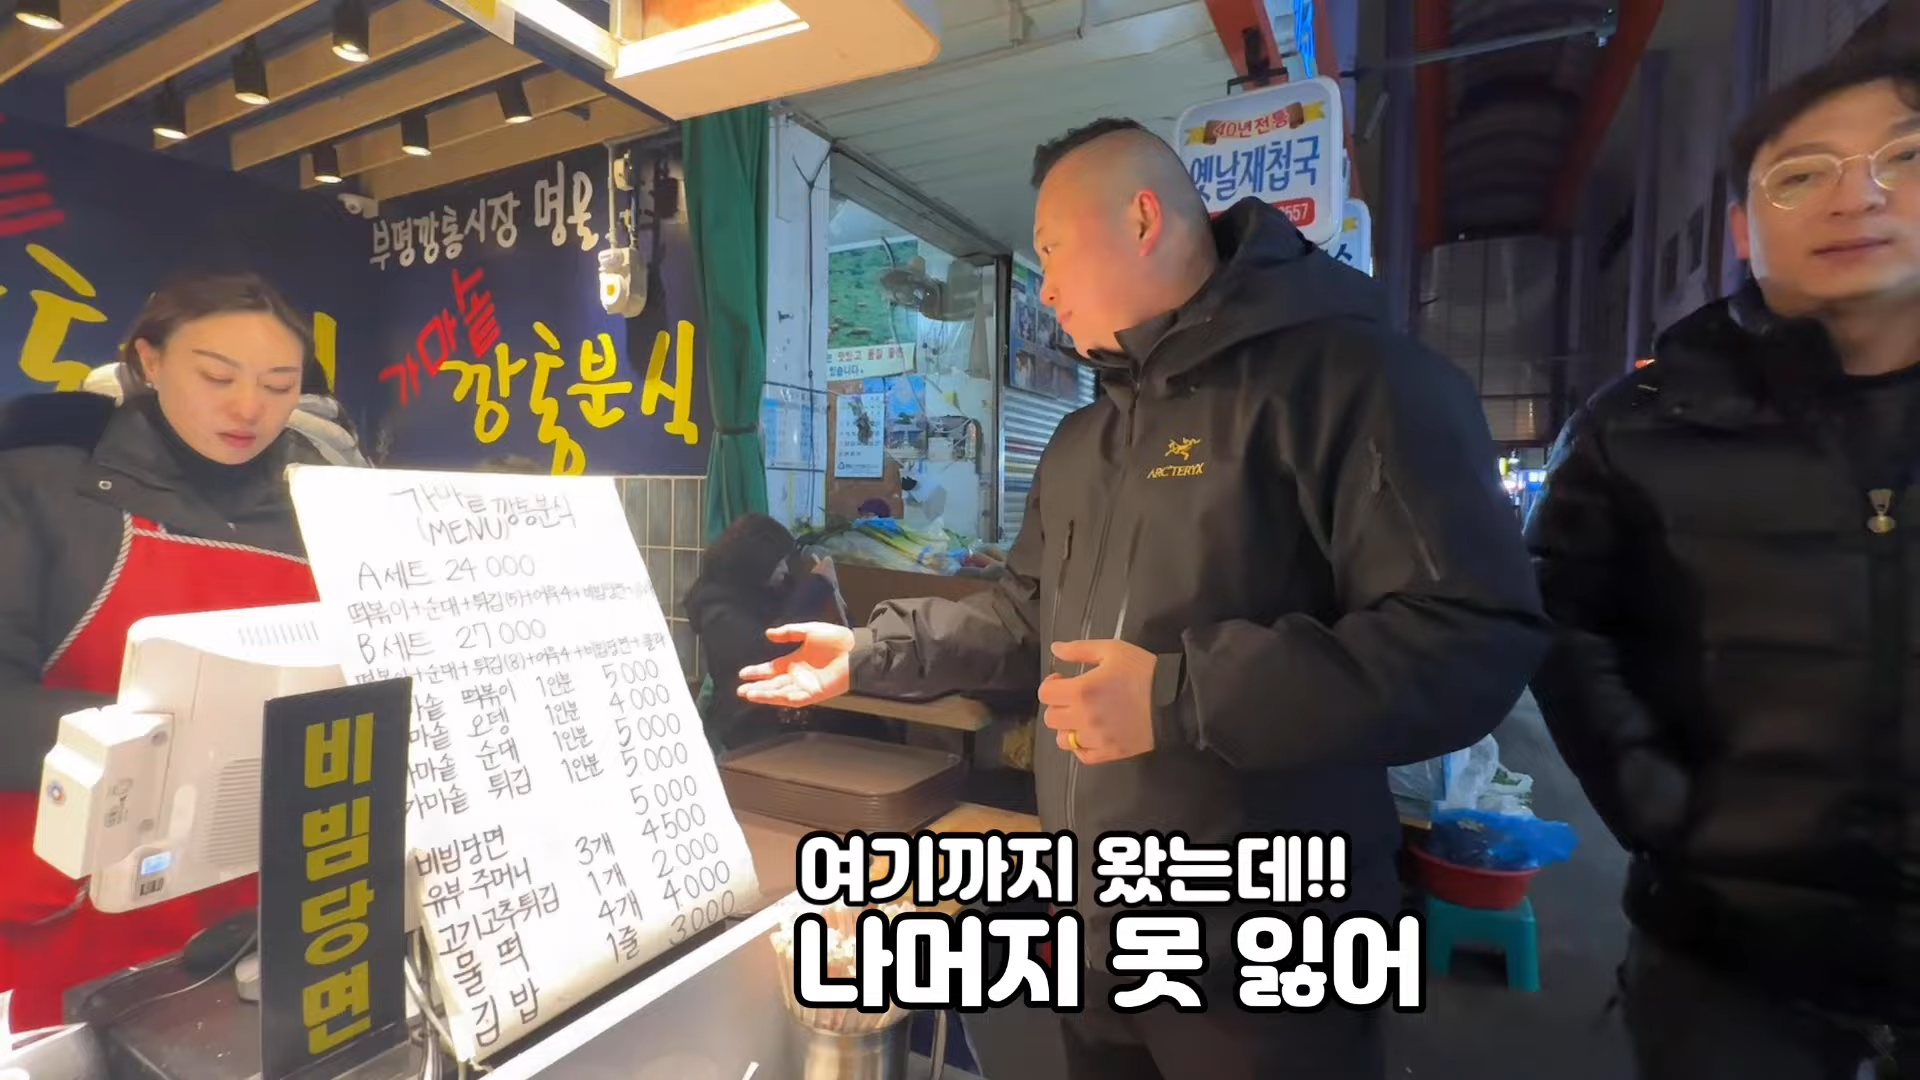 부평깡통시장 명물
가마솥
깡통분식
40년전통
옛날재첩국
ARC'TERYX
가마솥 깡통분식
(MENU)
A세트 24 000
떡볶이+순대+튀김(5)+어묵4+비빔당면
B세트 27 000
떡볶이+순대+튀김(8)+어묵4+비빔당면+콜라
가마솥 떡볶이 1인분 5 000
가마솥 오뎅 1인분 4 000
가마솥 순대 1인분 5 000
가마솥 튀김 1인분 5 000
비빔당면 5 000
유부 주머니 3개 4 500
고기고추튀김 1개 2 000
물 떡 4개 4 000
김 밥 1줄 3 000
비빔당면
여기까지 왔는데!!
나머지 못 잃어